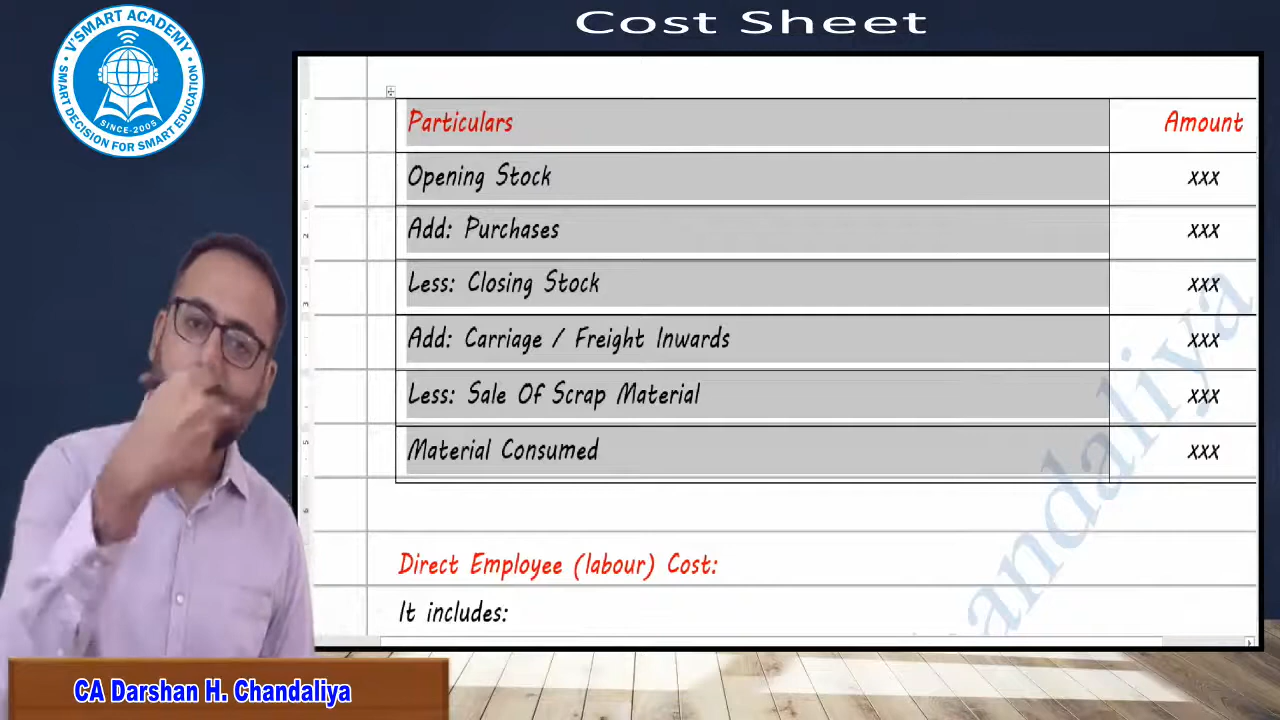 Cost Sheet
V'SMART ACADEMY
SINCE-2005
SMART DECISION FOR SMART EDUCATION
Particulars Amount
Opening Stock xxx
Add: Purchases xxx
Less: Closing Stock xxx
Add: Carriage / Freight Inwards xxx
Less: Sale Of Scrap Material xxx
Material Consumed xxx
Direct Employee (labour) Cost:
It includes:
andaliya
CA Darshan H. Chandaliya